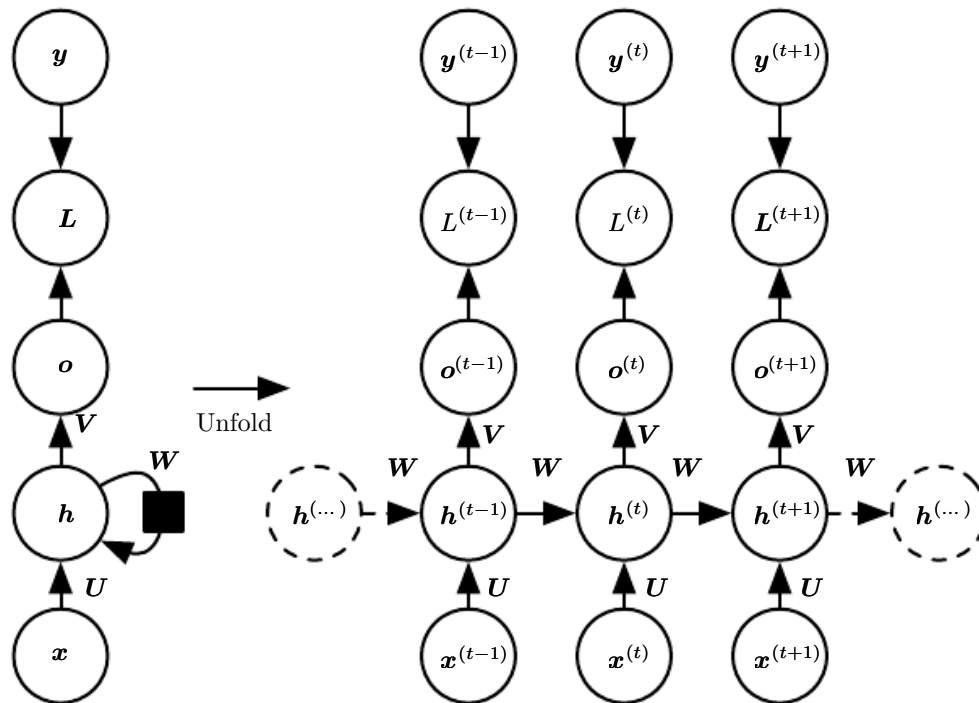 y y^{(t-1)} y^{(t)} y^{(t+1)}
L L^{(t-1)} L^{(t)} L^{(t+1)}
o o^{(t-1)} o^{(t)} o^{(t+1)}
Unfold
V V V V
W W W W W
h h^{(...)} h^{(t-1)} h^{(t)} h^{(t+1)} h^{(...)}
U U U U
x x^{(t-1)} x^{(t)} x^{(t+1)}